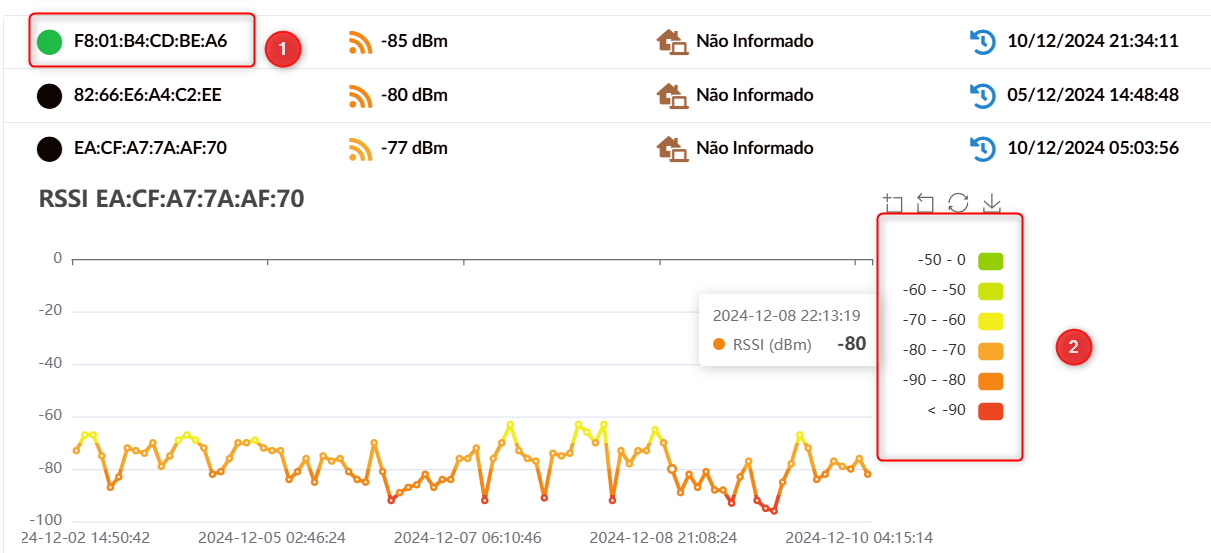 F8:01:B4:CD:BE:A6 1 -85 dBm Não Informado 10/12/2024 21:34:11
82:66:E6:A4:C2:EE -80 dBm Não Informado 05/12/2024 14:48:48
EA:CF:A7:7A:AF:70 -77 dBm Não Informado 10/12/2024 05:03:56
RSSI EA:CF:A7:7A:AF:70
0
-20
-40
-60
-80
-100
24-12-02 14:50:42 2024-12-05 02:46:24 2024-12-07 06:10:46 2024-12-08 21:08:24 2024-12-10 04:15:14
2024-12-08 22:13:19
RSSI (dBm) -80
-50 - 0
-60 - -50
-70 - -60
-80 - -70
-90 - -80
< -90
2